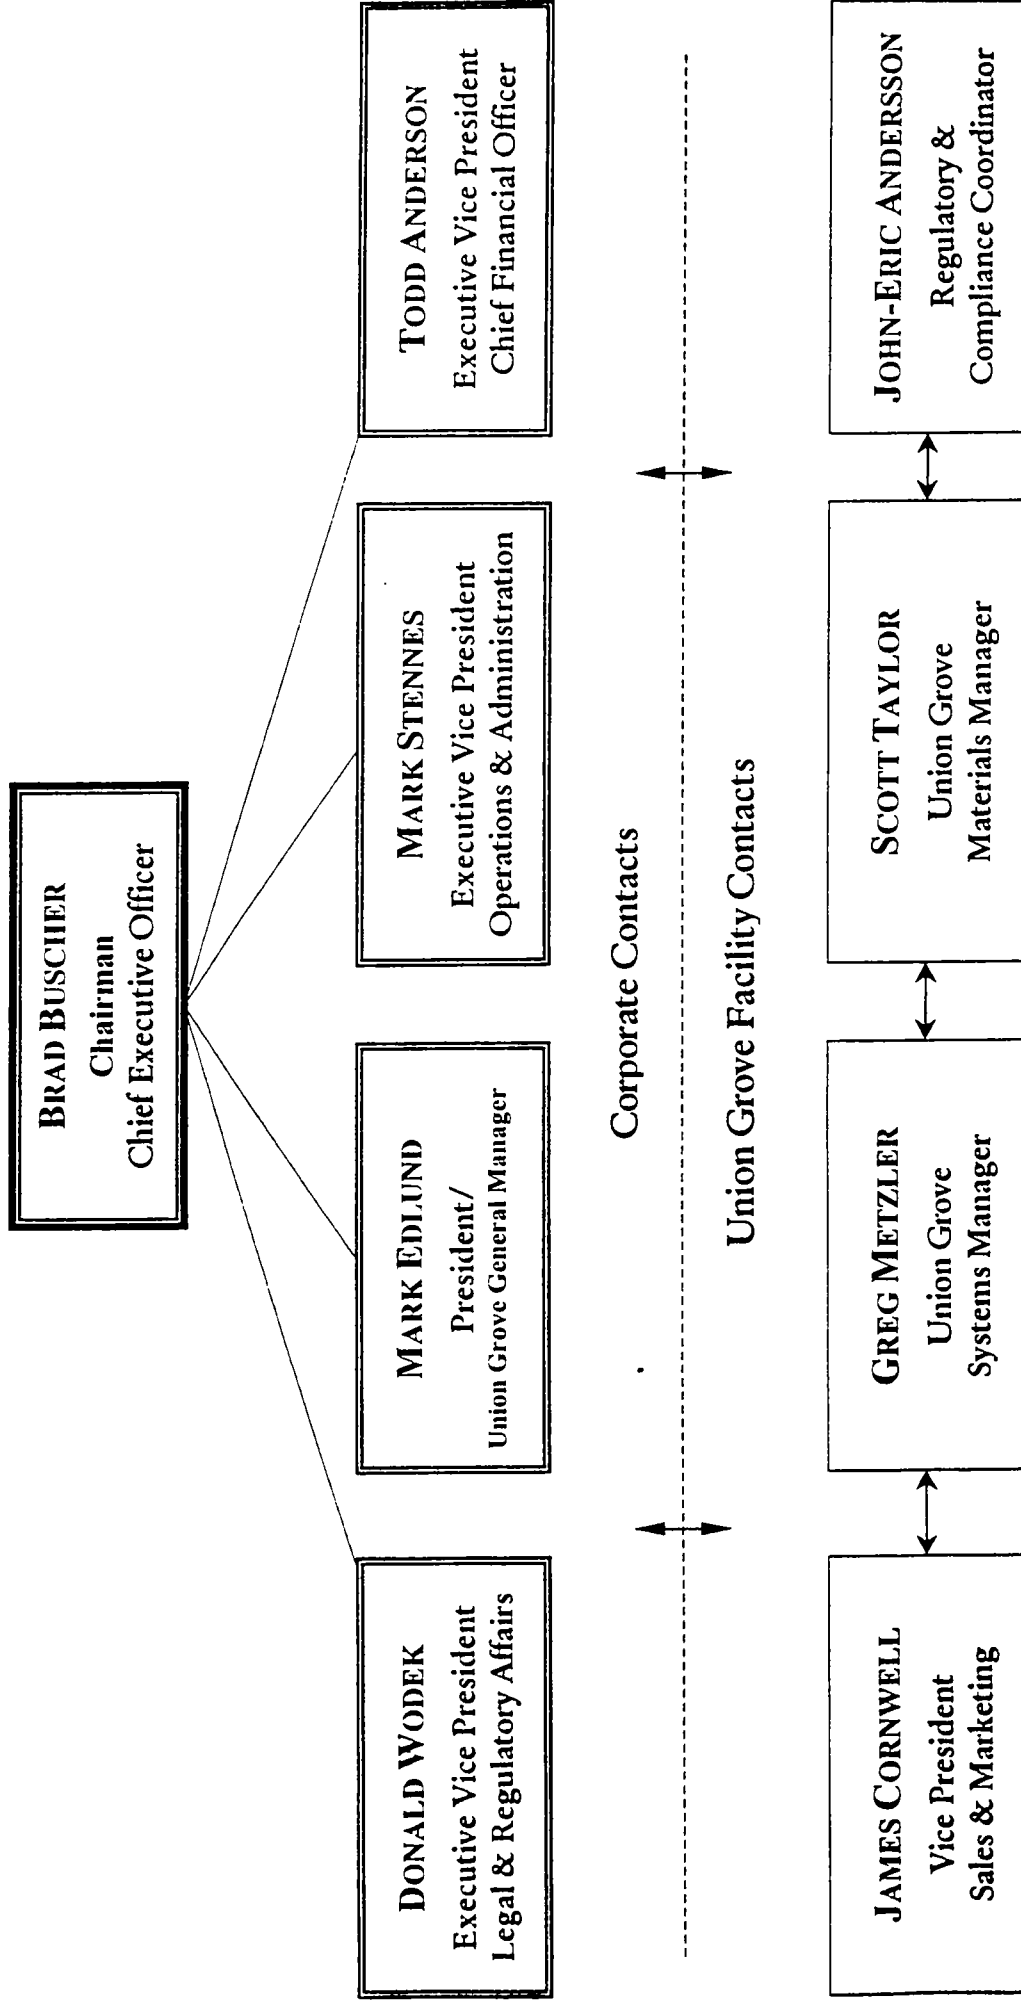 BRAD BUSCHER
Chairman
Chief Executive Officer
DONALD WODEK
Executive Vice President
Legal & Regulatory Affairs
MARK EDLUND
President/
Union Grove General Manager
MARK STENNES
Executive Vice President
Operations & Administration
TODD ANDERSON
Executive Vice President
Chief Financial Officer
Corporate Contacts
Union Grove Facility Contacts
JAMES CORNWELL
Vice President
Sales & Marketing
GREG METZLER
Union Grove
Systems Manager
SCOTT TAYLOR
Union Grove
Materials Manager
JOHN-ERIC ANDERSSON
Regulatory &
Compliance Coordinator